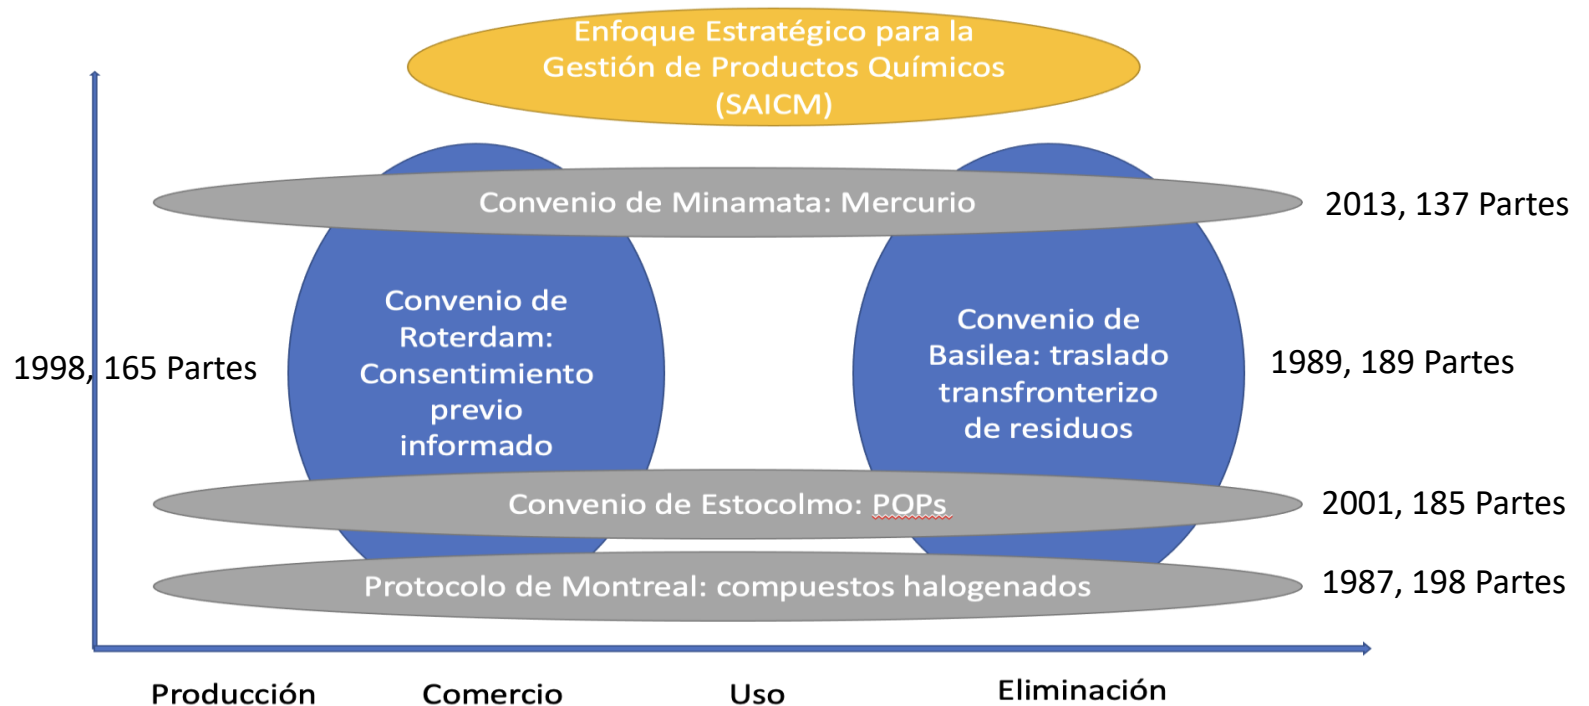 Enfoque Estratégico para la
Gestión de Productos Químicos
(SAICM)
Convenio de Minamata: Mercurio
2013, 137 Partes
Convenio de
Roterdam:
Consentimiento
previo
informado
1998, 165 Partes
Convenio de
Basilea: traslado
transfronterizo
de residuos
1989, 189 Partes
Convenio de Estocolmo: POPs
2001, 185 Partes
Protocolo de Montreal: compuestos halogenados
1987, 198 Partes
Producción Comercio Uso Eliminación